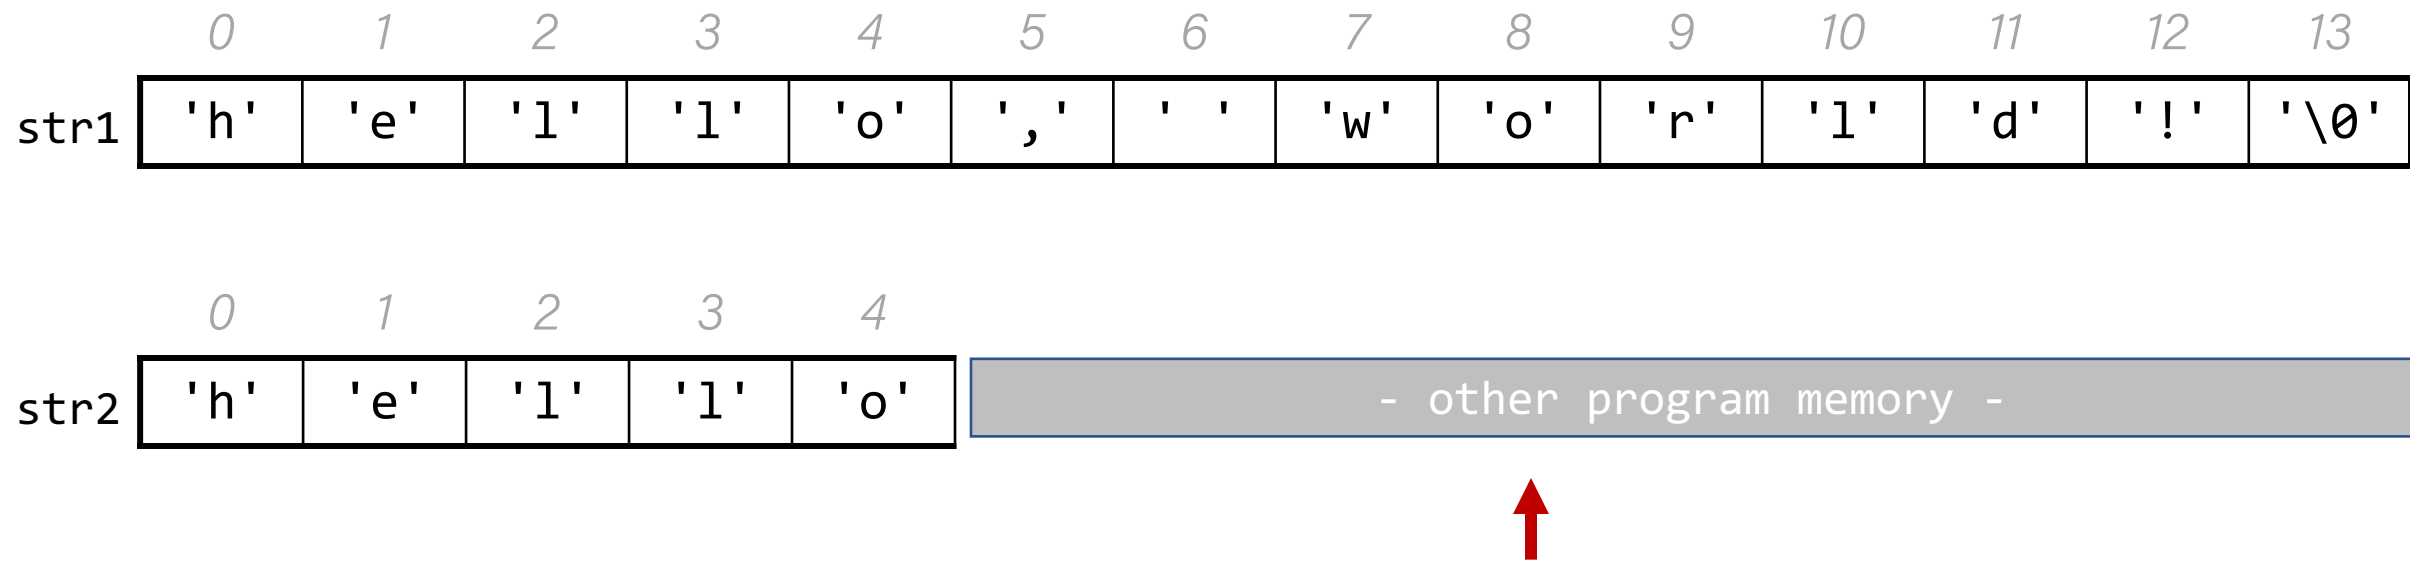 0 1 2 3 4 5 6 7 8 9 10 11 12 13
str1 'h' 'e' 'l' 'l' 'o' ',' ' ' 'w' 'o' 'r' 'l' 'd' '!' '\0'
0 1 2 3 4
str2 'h' 'e' 'l' 'l' 'o' - other program memory -